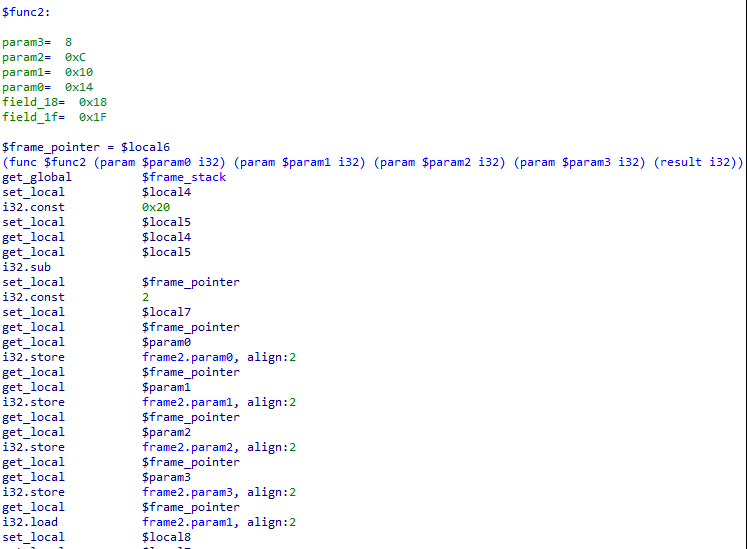 $func2:
param3=  8
param2=  0xC
param1=  0x10
param0=  0x14
field_18=  0x18
field_1f=  0x1F
$frame_pointer = $local6
(func $func2 (param $param0 i32) (param $param1 i32) (param $param2 i32) (param $param3 i32) (result i32))
get_global $frame_stack
set_local $local4
i32.const 0x20
set_local $local5
get_local $local4
get_local $local5
i32.sub
set_local $frame_pointer
i32.const 2
set_local $local7
get_local $frame_pointer
get_local $param0
i32.store frame2.param0, align:2
get_local $frame_pointer
get_local $param1
i32.store frame2.param1, align:2
get_local $frame_pointer
get_local $param2
i32.store frame2.param2, align:2
get_local $frame_pointer
get_local $param3
i32.store frame2.param3, align:2
get_local $frame_pointer
i32.load frame2.param1, align:2
set_local $local8